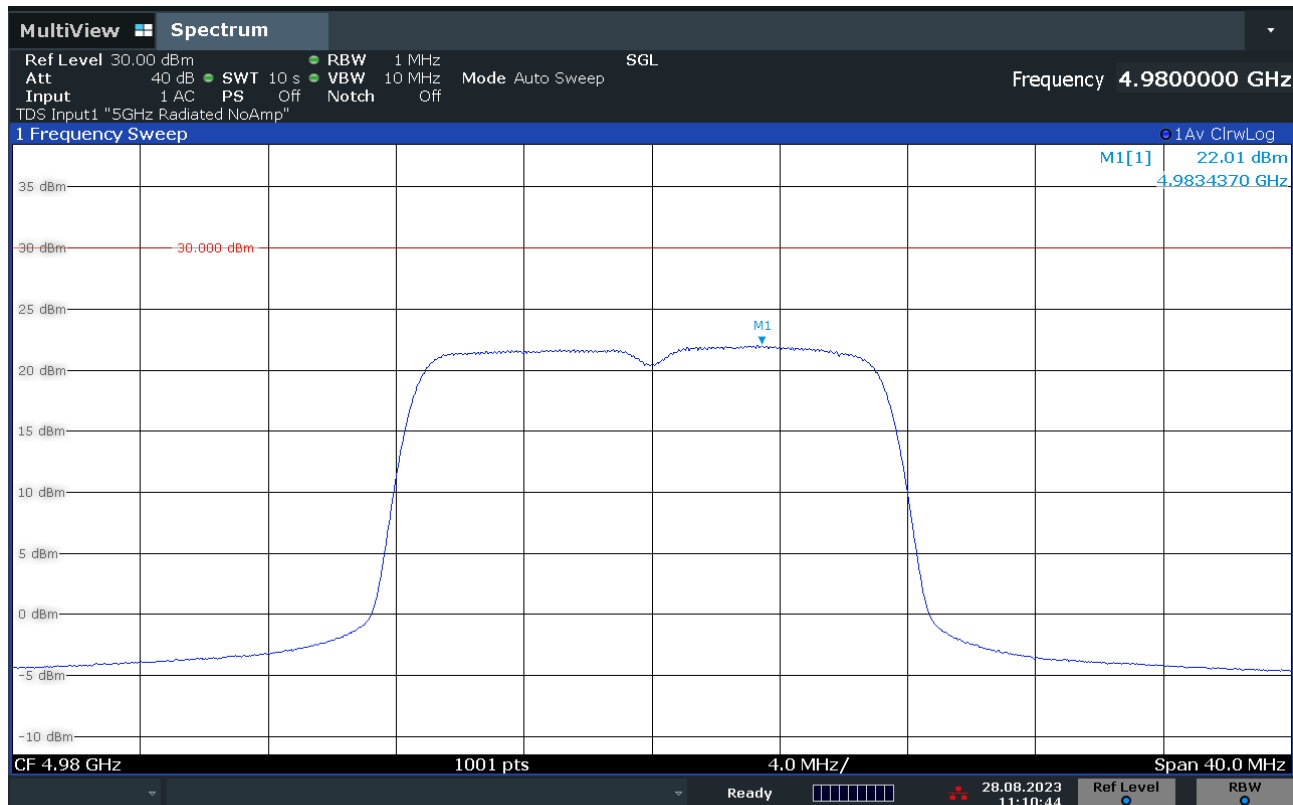 MultiView Spectrum
Ref Level 30.00 dBm RBW 1 MHz SGL
Att 40 dB SWT 10 s VBW 10 MHz Mode Auto Sweep Frequency 4.9800000 GHz
Input 1 AC PS Off Notch Off
TDS Input1 "5GHz Radiated NoAmp"
1 Frequency Sweep 1Av ClrwLog
M1[1] 22.01 dBm
4.9834370 GHz
35 dBm
30 dBm 30.000 dBm
25 dBm
M1
20 dBm
15 dBm
10 dBm
5 dBm
0 dBm
-5 dBm
-10 dBm
CF 4.98 GHz 1001 pts 4.0 MHz/ Span 40.0 MHz
Ready 28.08.2023 Ref Level RBW
11:10:44